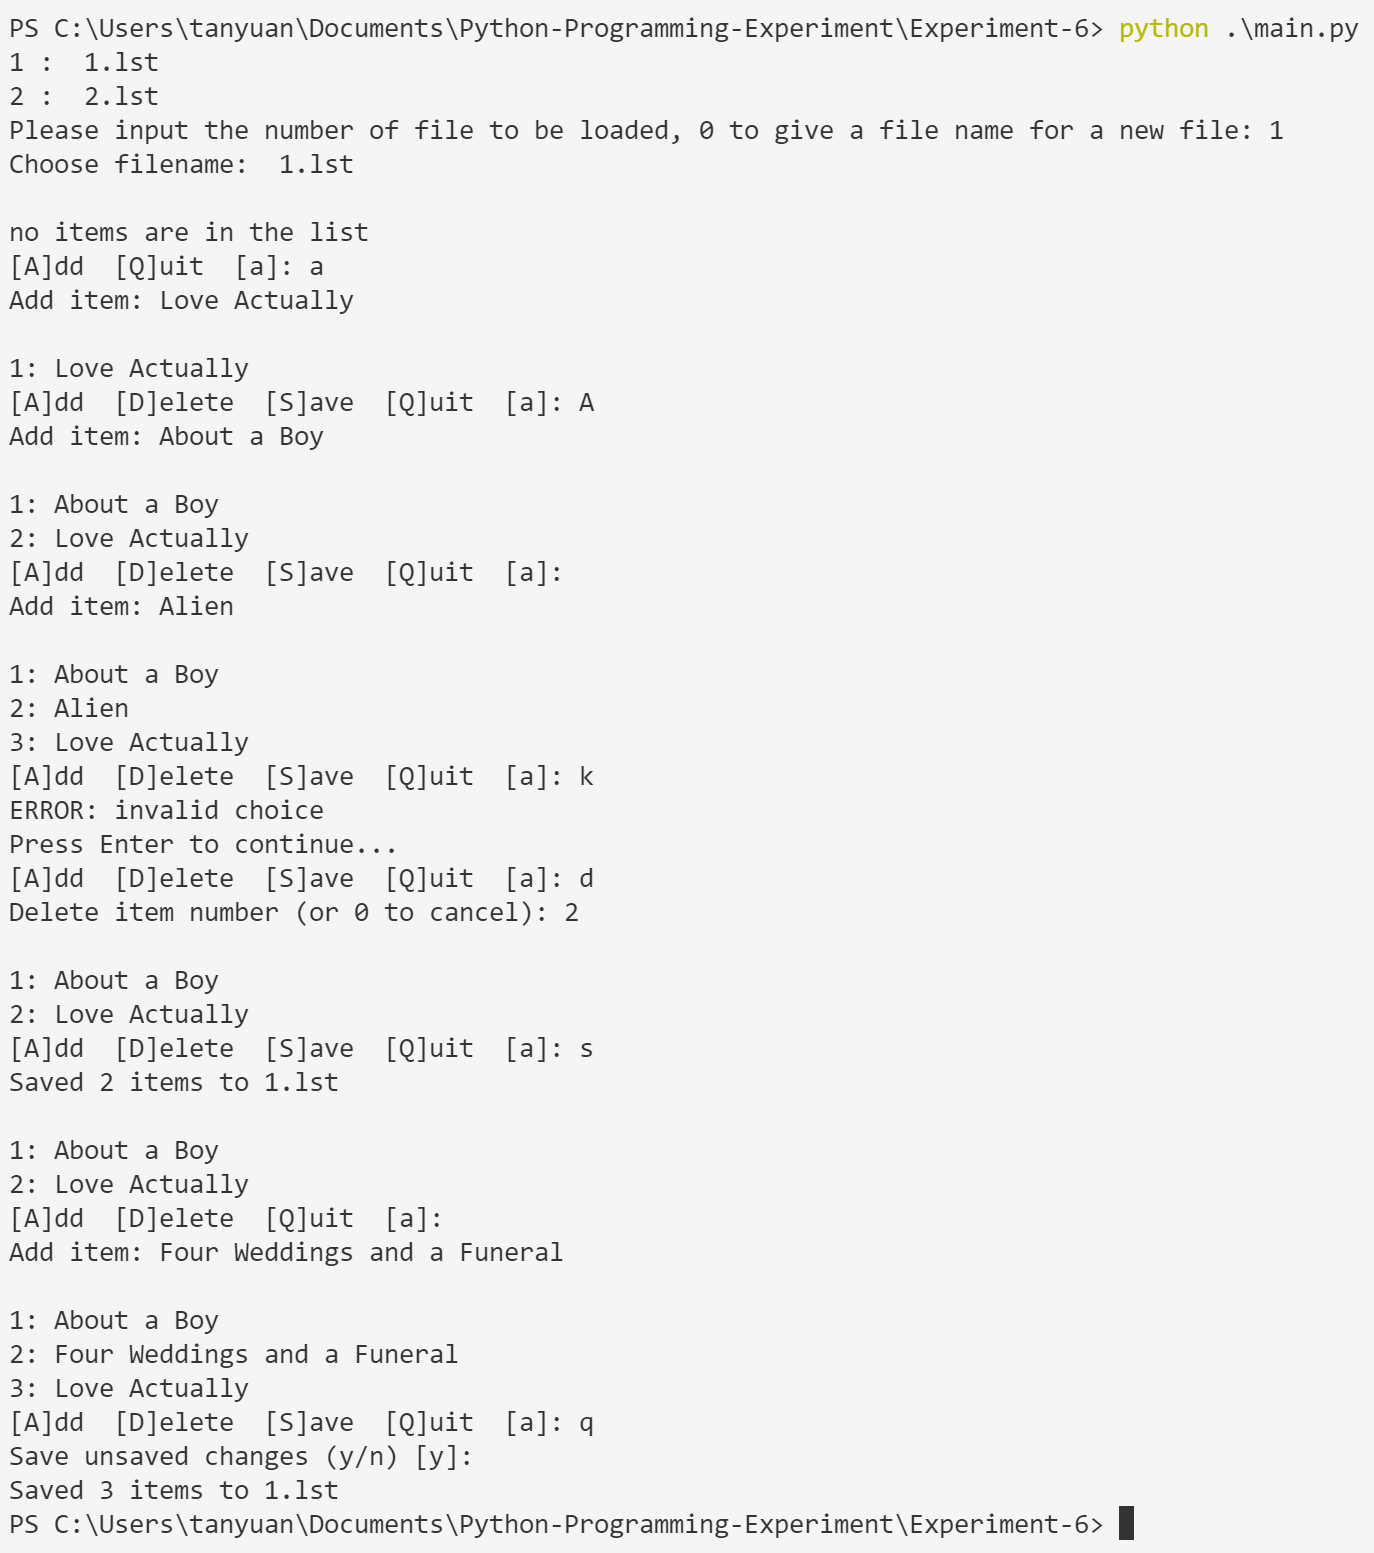 PS C:\Users\tanyuan\Documents\Python-Programming-Experiment\Experiment-6> python .\main.py
1 :  1.lst
2 :  2.lst
Please input the number of file to be loaded, 0 to give a file name for a new file: 1
Choose filename:  1.lst

no items are in the list
[A]dd  [Q]uit  [a]: a
Add item: Love Actually

1: Love Actually
[A]dd  [D]elete  [S]ave  [Q]uit  [a]: A
Add item: About a Boy

1: About a Boy
2: Love Actually
[A]dd  [D]elete  [S]ave  [Q]uit  [a]:
Add item: Alien

1: About a Boy
2: Alien
3: Love Actually
[A]dd  [D]elete  [S]ave  [Q]uit  [a]: k
ERROR: invalid choice
Press Enter to continue...
[A]dd  [D]elete  [S]ave  [Q]uit  [a]: d
Delete item number (or 0 to cancel): 2

1: About a Boy
2: Love Actually
[A]dd  [D]elete  [S]ave  [Q]uit  [a]: s
Saved 2 items to 1.lst

1: About a Boy
2: Love Actually
[A]dd  [D]elete  [Q]uit  [a]:
Add item: Four Weddings and a Funeral

1: About a Boy
2: Four Weddings and a Funeral
3: Love Actually
[A]dd  [D]elete  [S]ave  [Q]uit  [a]: q
Save unsaved changes (y/n) [y]:
Saved 3 items to 1.lst
PS C:\Users\tanyuan\Documents\Python-Programming-Experiment\Experiment-6>